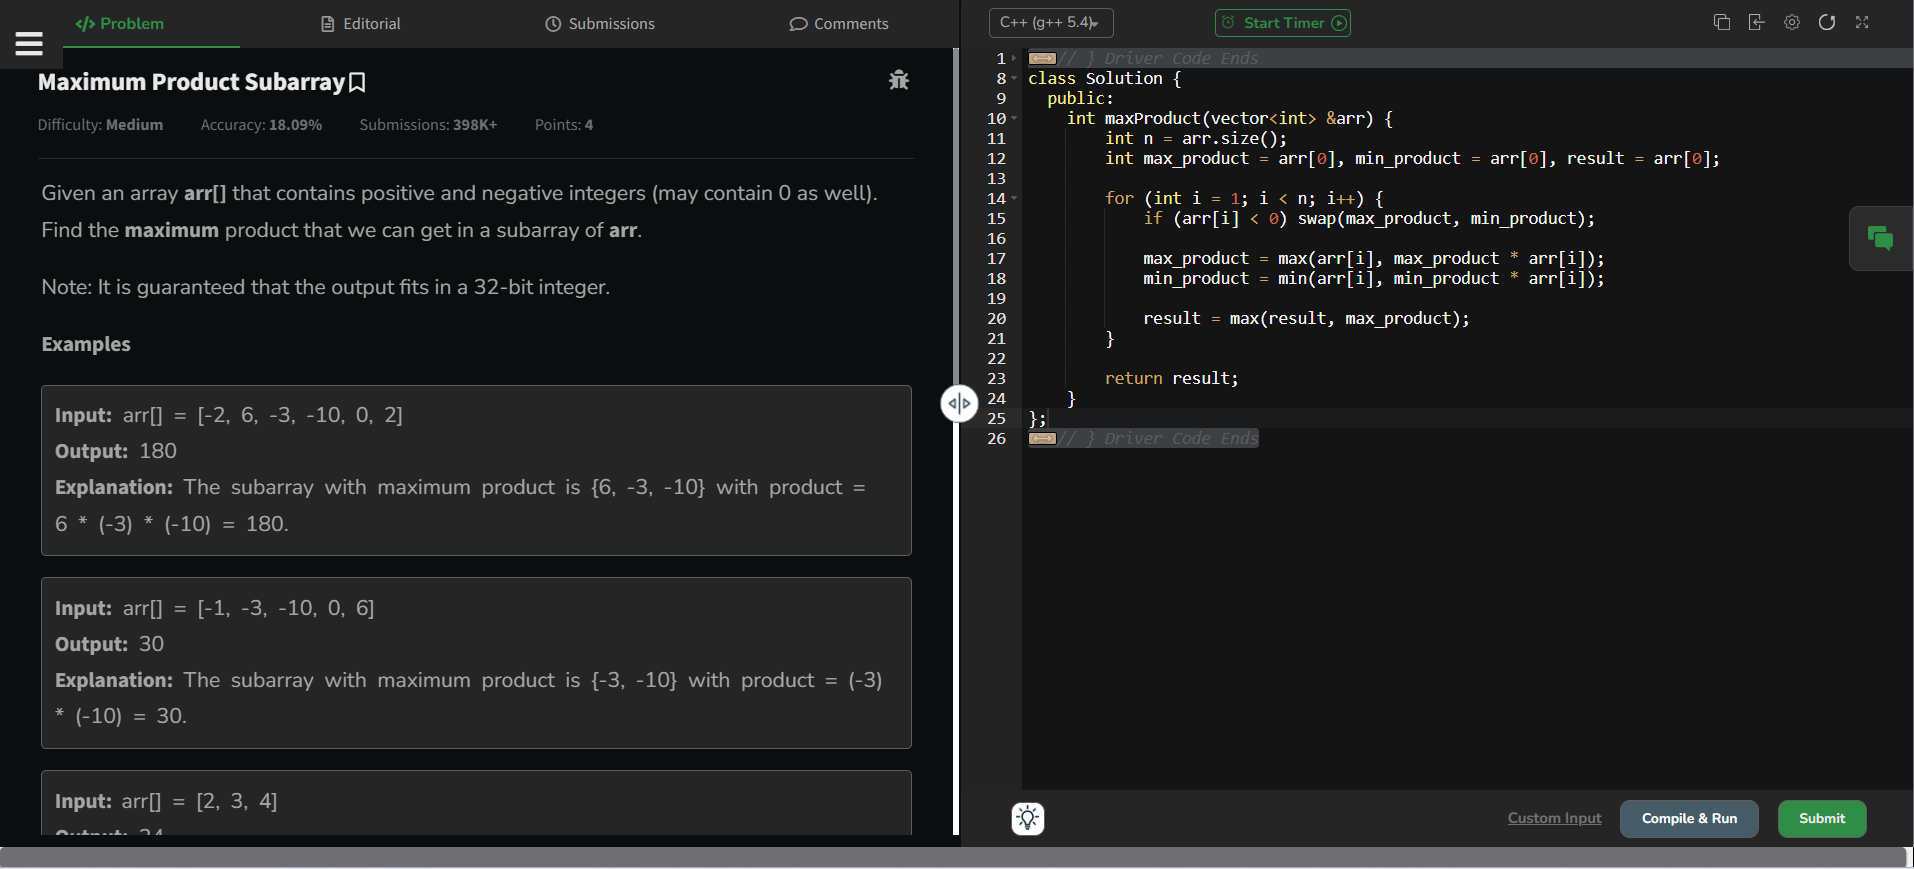 </> Problem
Editorial
Submissions
Comments
Maximum Product Subarray
Difficulty: Medium Accuracy: 18.09% Submissions: 398K+ Points: 4
Given an array arr[] that contains positive and negative integers (may contain 0 as well).
Find the maximum product that we can get in a subarray of arr.
Note: It is guaranteed that the output fits in a 32-bit integer.
Examples
Input: arr[] = [-2, 6, -3, -10, 0, 2]
Output: 180
Explanation: The subarray with maximum product is {6, -3, -10} with product =
6 * (-3) * (-10) = 180.
Input: arr[] = [-1, -3, -10, 0, 6]
Output: 30
Explanation: The subarray with maximum product is {-3, -10} with product = (-3)
* (-10) = 30.
Input: arr[] = [2, 3, 4]
Output: 24
C++ (g++ 5.4)
Start Timer
1 // } Driver Code Ends
8 class Solution {
9 public:
10 int maxProduct(vector<int> &arr) {
11 int n = arr.size();
12 int max_product = arr[0], min_product = arr[0], result = arr[0];
13
14 for (int i = 1; i < n; i++) {
15 if (arr[i] < 0) swap(max_product, min_product);
16
17 max_product = max(arr[i], max_product * arr[i]);
18 min_product = min(arr[i], min_product * arr[i]);
19
20 result = max(result, max_product);
21 }
22
23 return result;
24 }
25 };
26 // } Driver Code Ends
Custom Input
Compile & Run
Submit